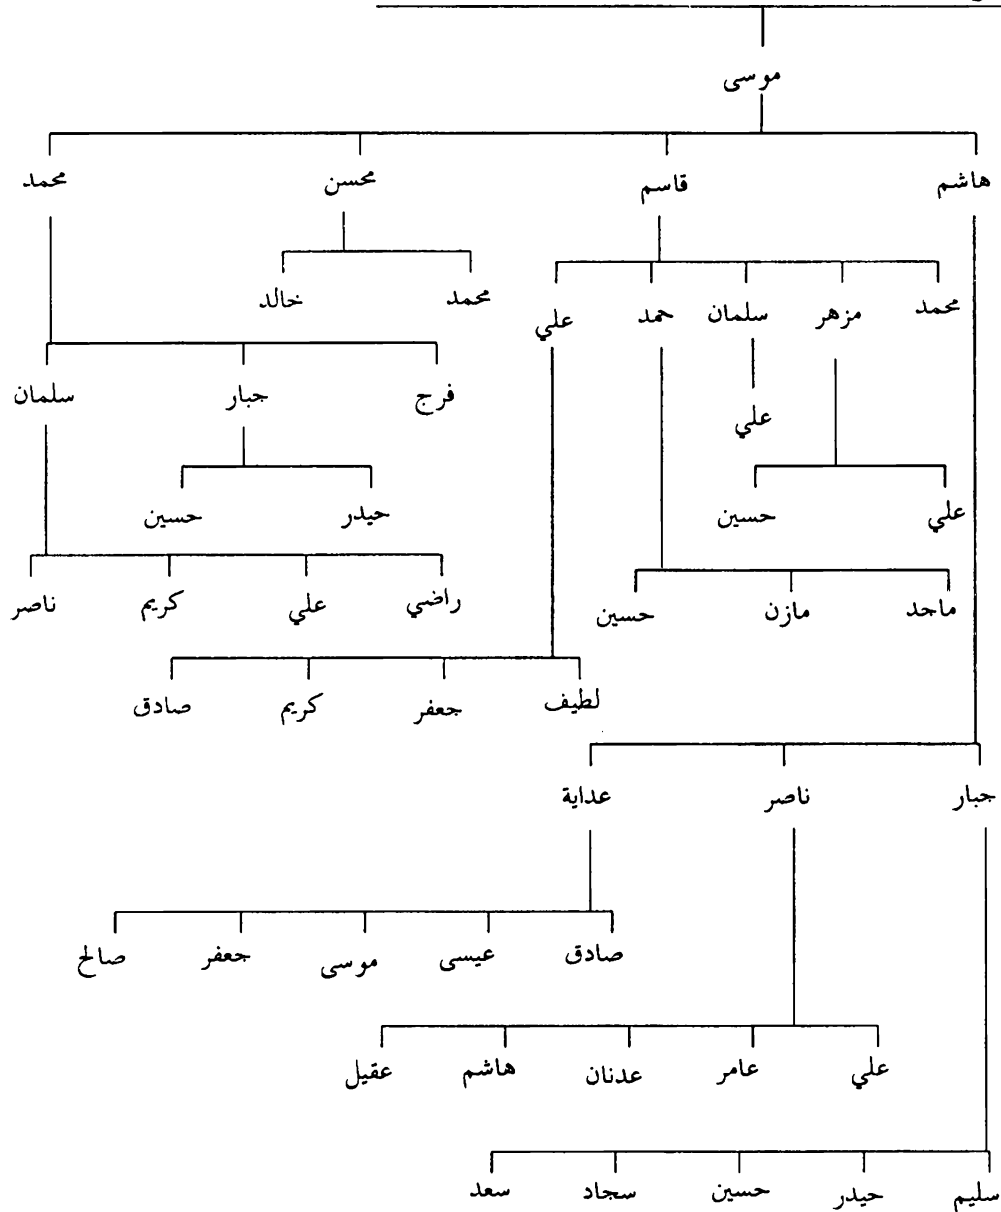 موسى
هاشم قاسم محسن محمد
محمد خالد
محمد مزهر سلمان حمد علي
فرج جبار سلمان
علي
علي حسين
حيدر حسين
ماجد مازن حسين
راضي علي كريم ناصر
لطيف جعفر كريم صادق
جبار ناصر عداية
صادق عيسى موسى جعفر صالح
علي عامر عدنان هاشم عقيل
سليم حيدر حسين سجاد سعد